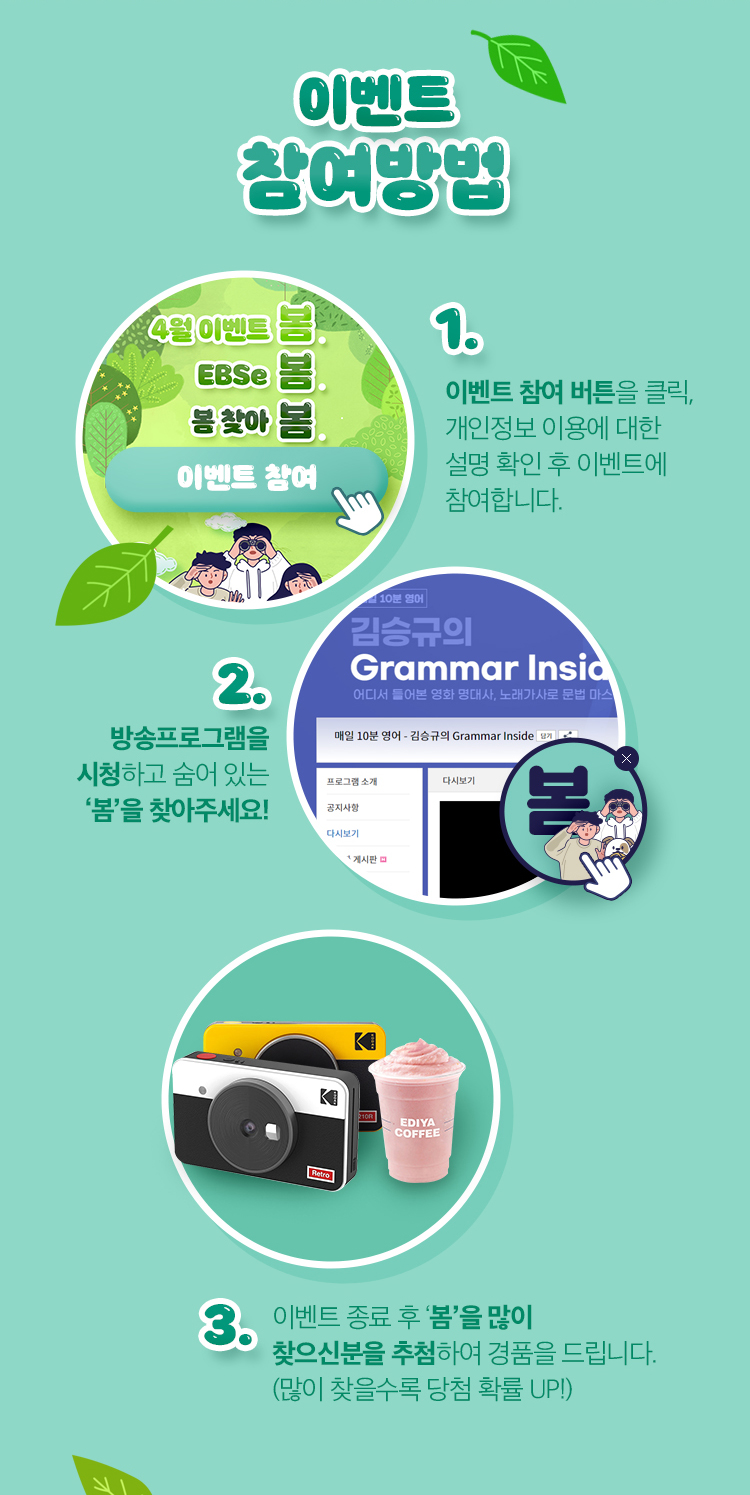 이벤트
참여방법
4월 이벤트 봄.
EBSe 봄.
봄 찾아 봄.
이벤트 참여
1.
이벤트 참여 버튼을 클릭,
개인정보 이용에 대한
설명 확인 후 이벤트에
참여합니다.
10분 영어
김승규의
Grammar Insid
어디서 들어본 영화 명대사, 노래가사로 문법 마스
매일 10분 영어 - 김승규의 Grammar Inside 담기
프로그램 소개
공지사항
다시보기
게시판
다시보기
봄
2.
방송프로그램을
시청하고 숨어 있는
‘봄’을 찾아주세요!
KODAK
210R
KODAK
Retro
EDIYA
COFFEE
3.
이벤트 종료 후 ‘봄’을 많이
찾으신분을 추첨하여 경품을 드립니다.
(많이 찾을수록 당첨 확률 UP!)